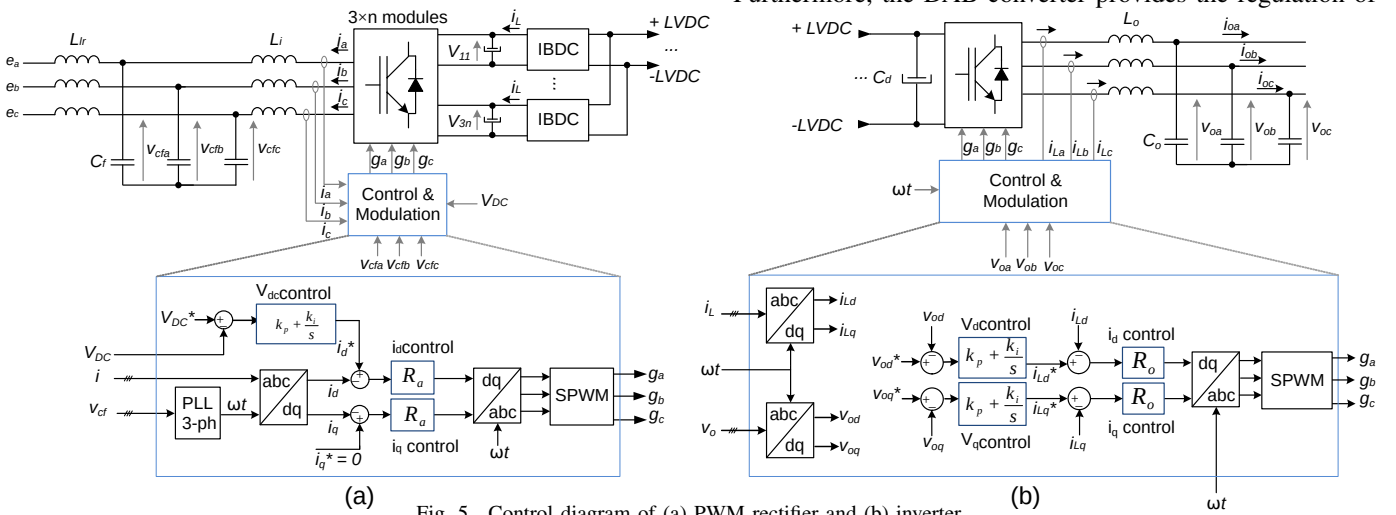 Furthermore, the DAB converter provides the regulation of
3×n modules
Llr
Li
ia
ib
ic
ea
eb
ec
Cf
vcfa
vcfb
vcfc
V11
V3n
iL
iL
IBDC
...
IBDC
+ LVDC
...
-LVDC
ga gb gc
ia
ib
ic
Control &
Modulation
VDC
vcfa vcfb vcfc
VDC*
Vdccontrol
kp + ki/s
id*
VDC
i
vcf
PLL
3-ph
ωt
abc
dq
id
iq
iq* = 0
idcontrol
Ra
Ra
iq control
dq
abc
ωt
SPWM
ga
gb
gc
(a)
+ LVDC
... Cd
-LVDC
Lo
ioa
iob
ioc
ga gb gc
iLa iLb iLc
Co
voa
vob
voc
ωt
Control &
Modulation
voa vob voc
iL
abc
dq
iLd
iLq
ωt
vo
abc
dq
vod
voq
vod
vod*
Vdcontrol
kp + ki/s
iLd*
iLd
id control
Ro
voq*
voq
kp + ki/s
Vqcontrol
iLq*
iLq
Ro
iq control
dq
abc
ωt
SPWM
ga
gb
gc
(b)
Fig. 5. Control diagram of (a) PWM rectifier and (b) inverter